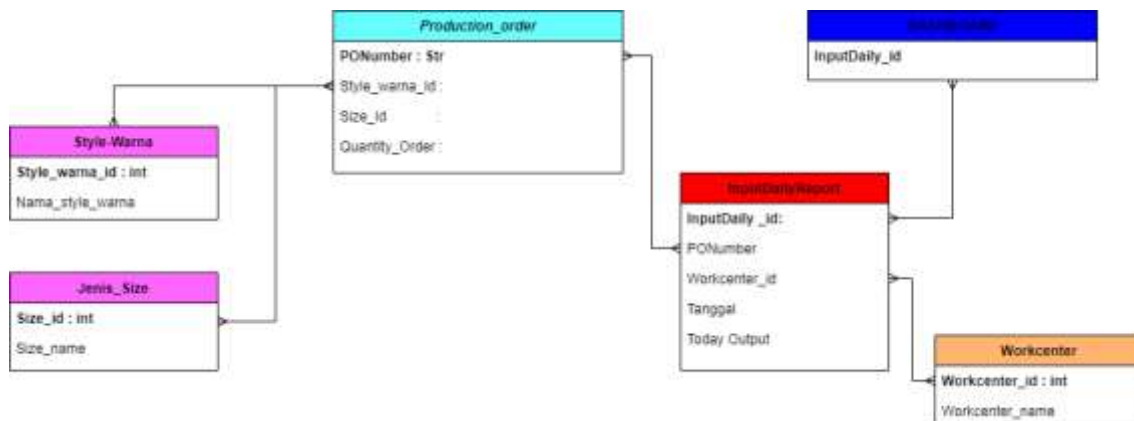 Production_order
PONumber : Str
Style_warna_id :
Size_Id :
Quantity_Order :
InputDaily_id
Style-Warna
Style_warna_id : int
Nama_style_warna
Jenis_Size
Size_id : int
Size_name
InputDailyReport
InputDaily _id:
PONumber
Workcenter_id
Tanggal
Today Output
Workcenter
Workcenter_id : int
Workcenter_name